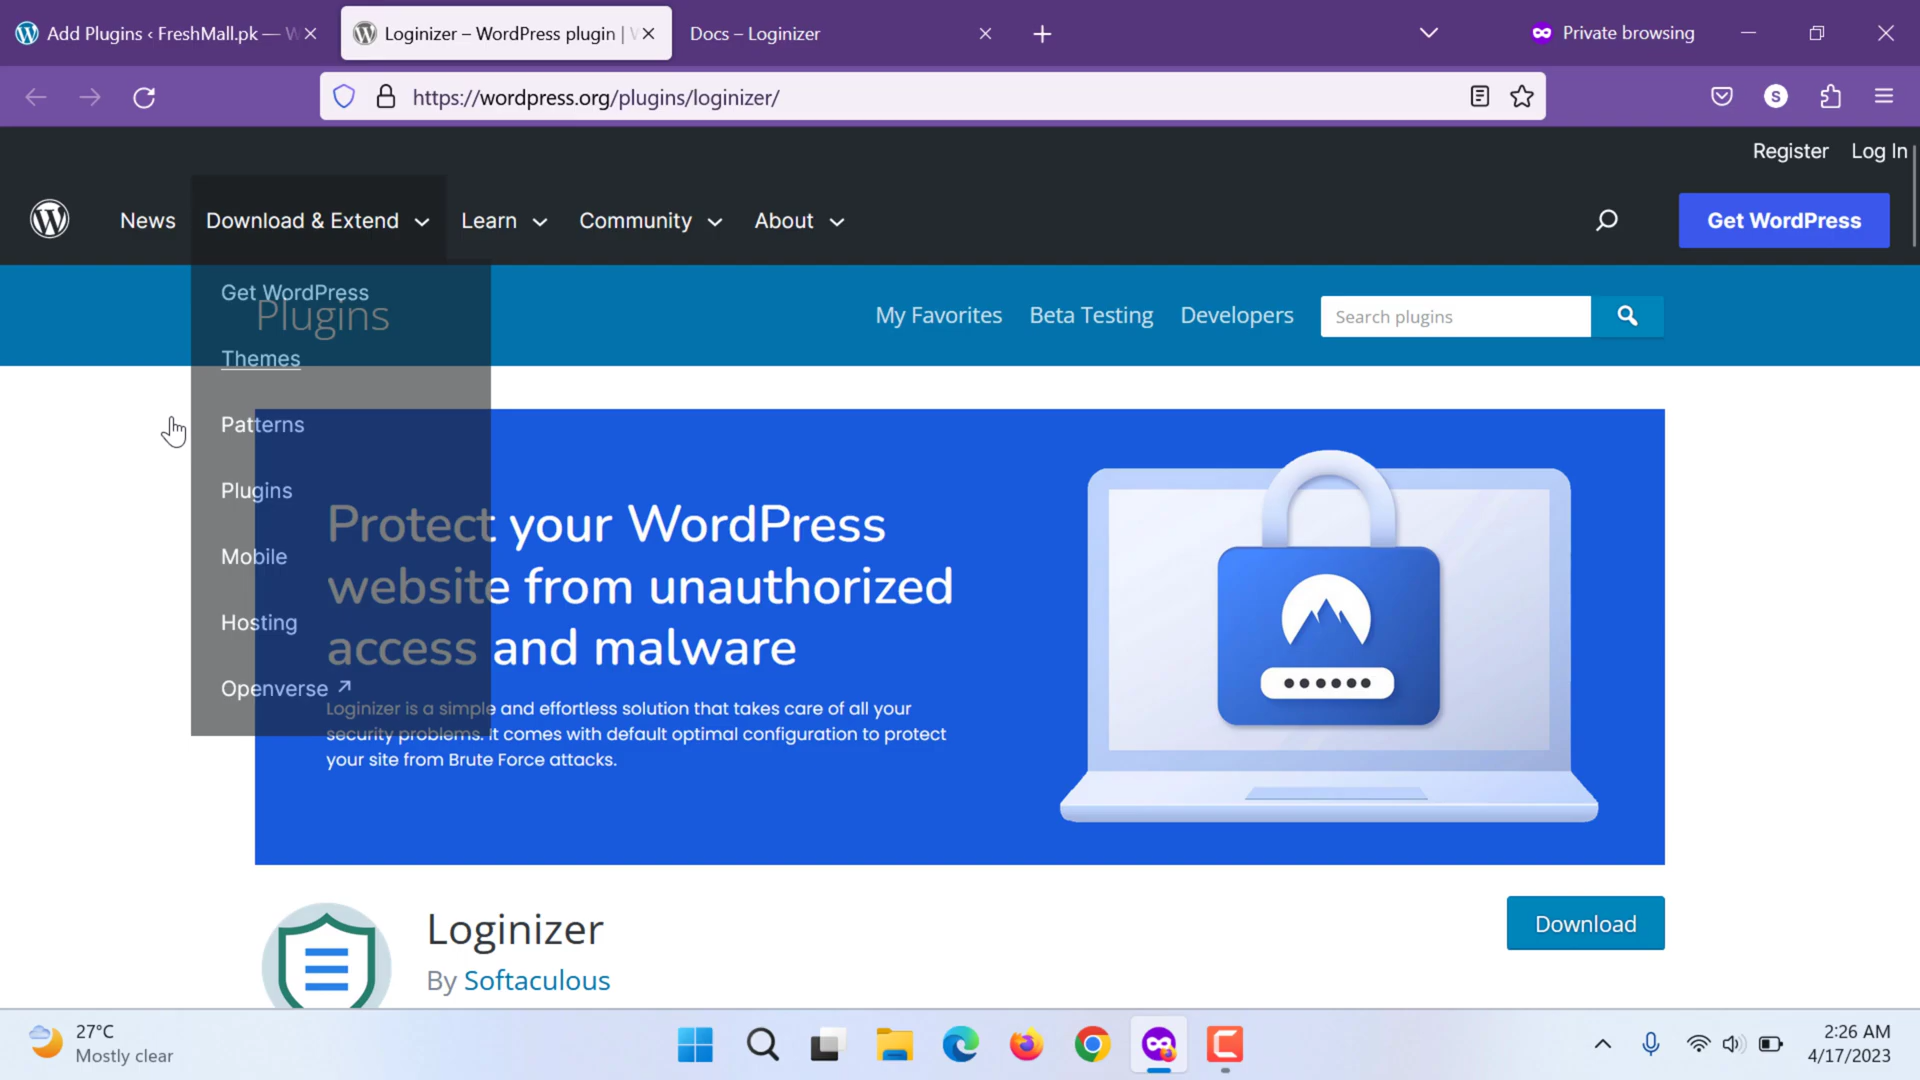 Add Plugins ‹ FreshMall.pk — W
Loginizer – WordPress plugin |
Docs – Loginizer
Private browsing
https://wordpress.org/plugins/loginizer/
S
Register
Log In
News
Download & Extend
Learn
Community
About
Get WordPress
Get WordPress
Plugins
My Favorites
Beta Testing
Developers
Search plugins
Themes
Patterns
Plugins
Mobile
Hosting
Openverse ↗
Protect your WordPress
website from unauthorized
access and malware
Loginizer is a simple and effortless solution that takes care of all your
security problems. It comes with default optimal configuration to protect
your site from Brute Force attacks.
Loginizer
By Softaculous
Download
27°C
Mostly clear
2:26 AM
4/17/2023